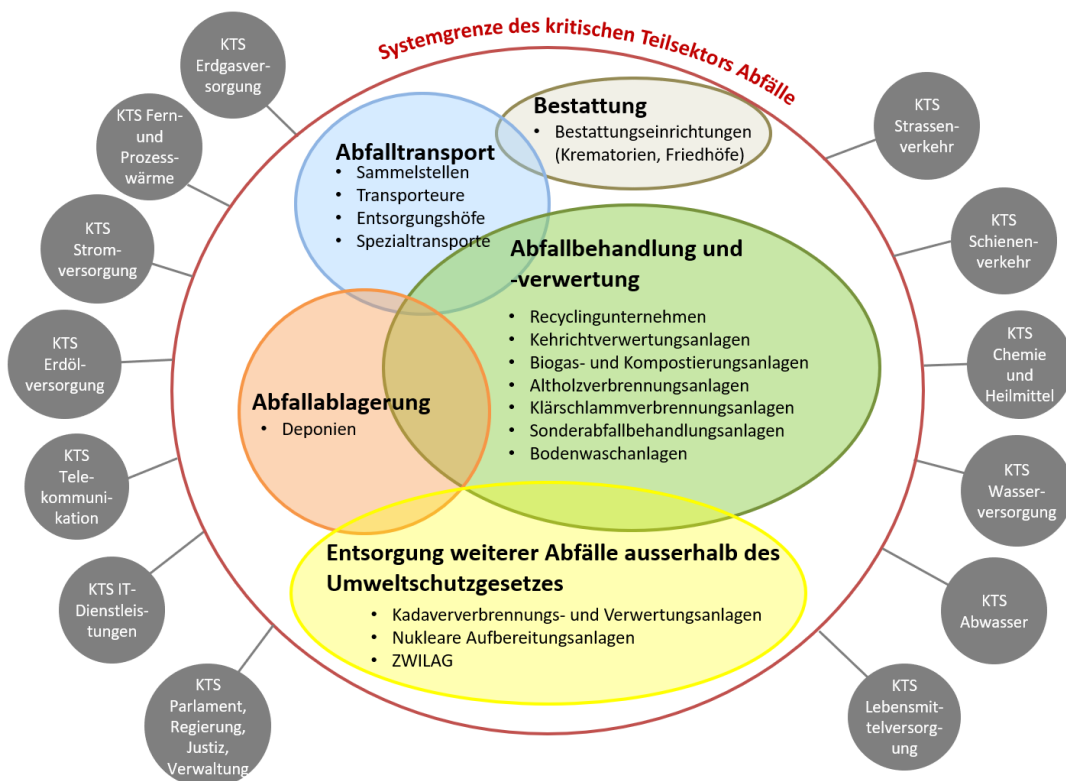 Systemgrenze des kritischen Teilsektors Abfälle
KTS
Erdgasver-
sorgung
KTS Fern-
und
Prozess-
wärme
KTS
Strom-
versorgung
KTS
Erdöl-
versorgung
KTS
Tele-
kommuni-
kation
KTS IT-
Dienstleis-
tungen
KTS
Parlament,
Regierung,
Justiz,
Verwaltung
Abfalltransport
• Sammelstellen
• Transporteure
• Entsorgungshöfe
• Spezialtransporte
Bestattung
• Bestattungseinrichtungen
(Krematorien, Friedhöfe)
Abfallbehandlung und
-verwertung
• Recyclingunternehmen
• Kehrichtverwertungsanlagen
• Biogas- und Kompostierungsanlagen
• Altholzverbrennungsanlagen
• Klärschlammverbrennungsanlagen
• Sonderabfallbehandlungsanlagen
• Bodenwaschanlagen
Abfallablagerung
• Deponien
Entsorgung weiterer Abfälle ausserhalb des
Umweltschutzgesetzes
• Kadaververbrennungs- und Verwertungsanlagen
• Nukleare Aufbereitungsanlagen
• ZWILAG
KTS
Strassen-
verkehr
KTS
Schienen-
verkehr
KTS
Chemie
und
Heilmittel
KTS
Wasser-
versorgung
KTS
Abwasser
KTS
Lebensmit-
telversorg-
ung